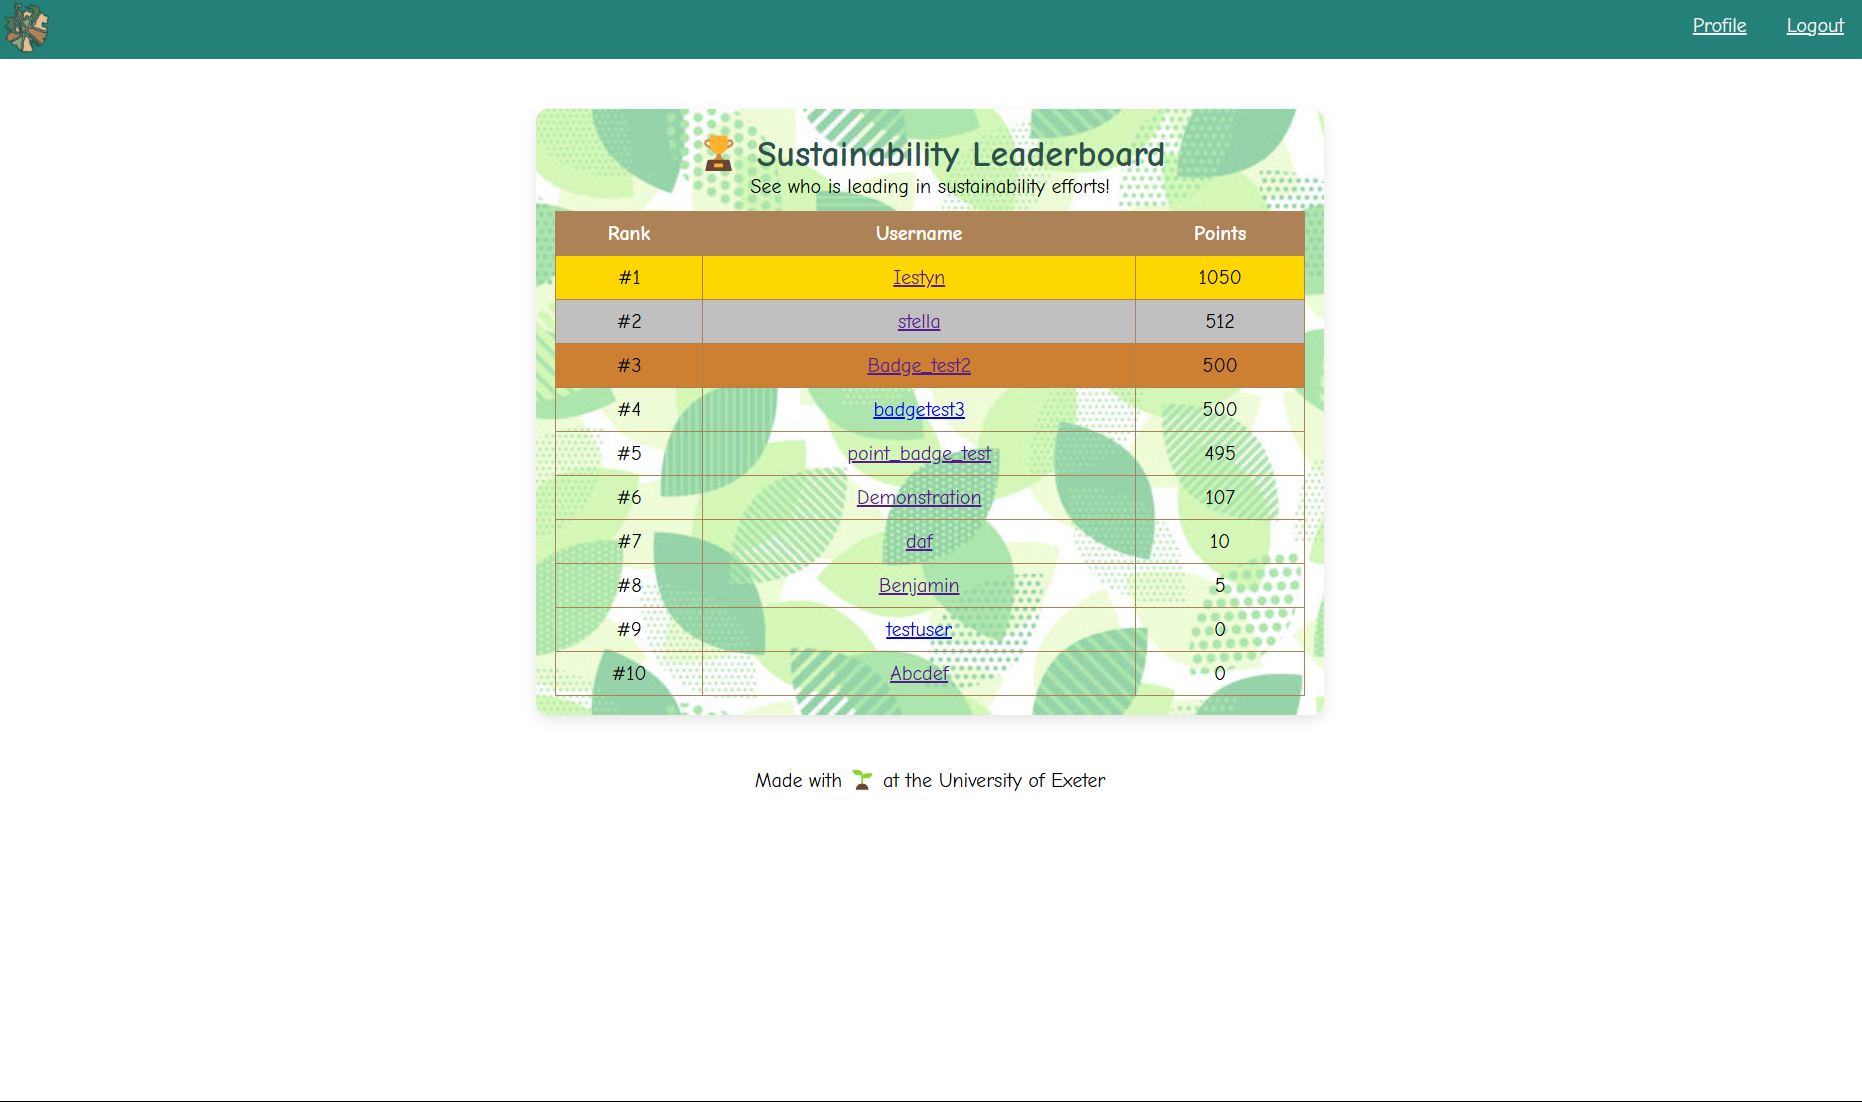 Profile Logout
🏆 Sustainability Leaderboard
See who is leading in sustainability efforts!
Rank Username Points
#1 Iestyn 1050
#2 stella 512
#3 Badge_test2 500
#4 badgetest3 500
#5 point_badge_test 495
#6 Demonstration 107
#7 daf 10
#8 Benjamin 5
#9 testuser 0
#10 Abcdef 0
Made with 🌱 at the University of Exeter